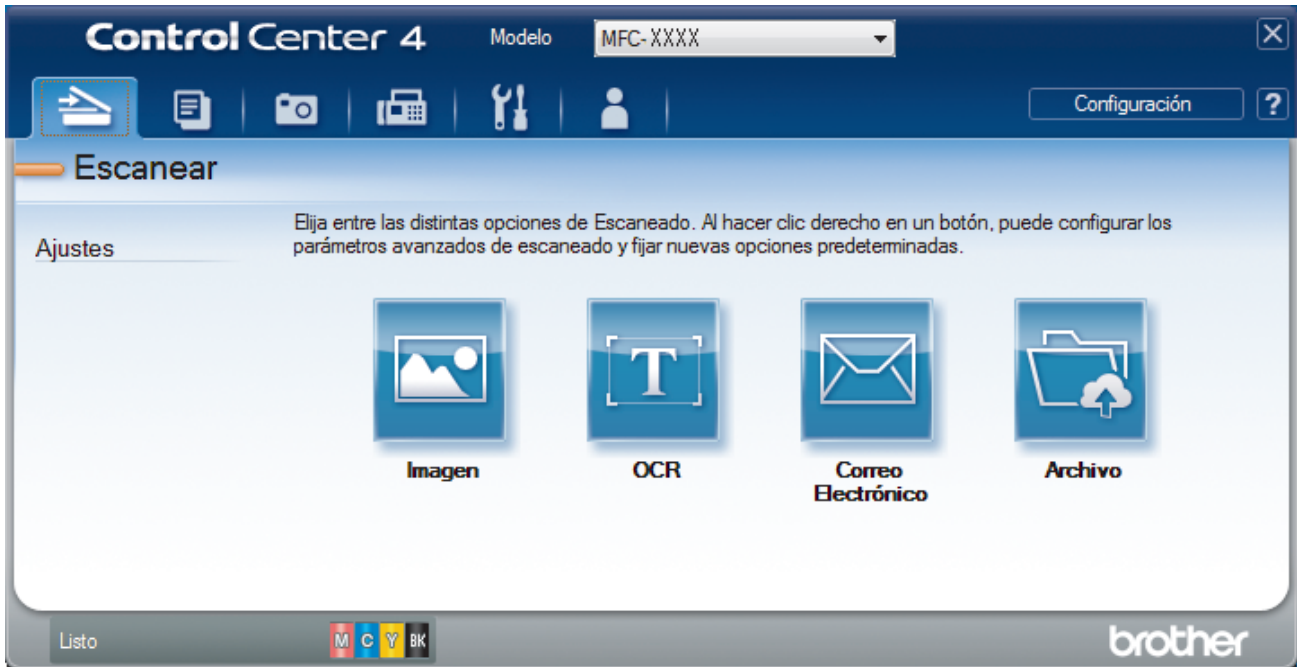 Control Center 4
Modelo
MFC-XXXX
Configuración
?
Escanear
Ajustes
Elija entre las distintas opciones de Escaneado. Al hacer clic derecho en un botón, puede configurar los
parámetros avanzados de escaneado y fijar nuevas opciones predeterminadas.
T
Imagen
OCR
Correo
Electrónico
Archivo
Listo
M C Y BK
brother